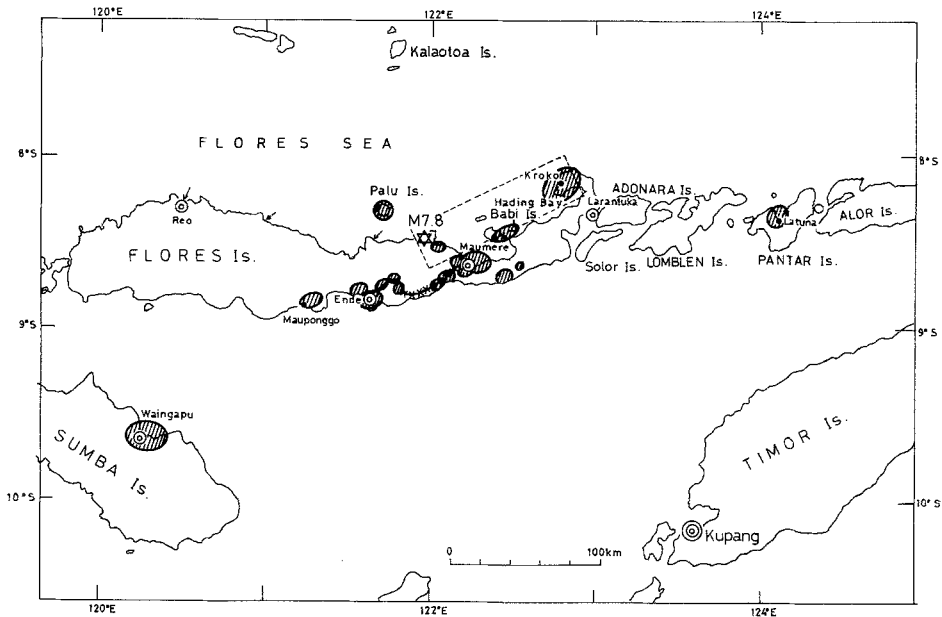 120°E
122°E
124°E
Kalaotoa Is.
FLORES SEA
8°S
8°S
Kroko
Palu Is.
Hading Bay
ADONARA Is.
Reo
Babi Is.
Larantuka
M7.8
Latuna
ALOR Is.
Maumere
FLORES Is.
Solor Is.
LOMBLEN Is.
PANTAR Is.
Ende
Mauponggo
9°S
9°S
Waingapu
SUMBA Is.
TIMOR Is.
10°S
10°S
Kupang
0
100km
120°E
122°E
124°E